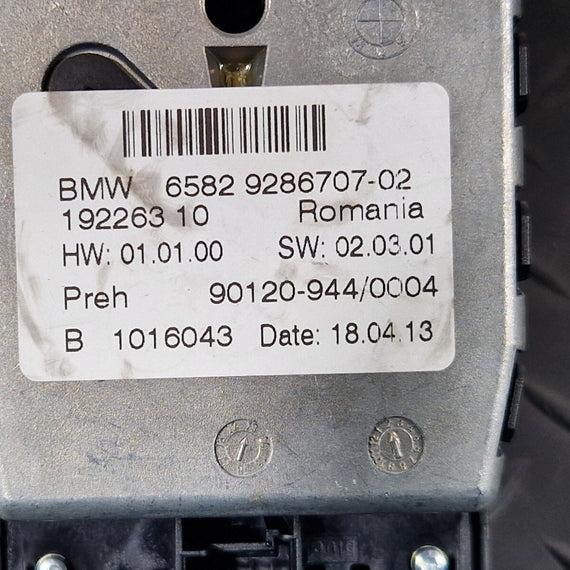 BMW 6582 9286707-02
192263 10 Romania
HW: 01.01.00 SW: 02.03.01
Preh 90120-944/0004
B 1016043 Date: 18.04.13